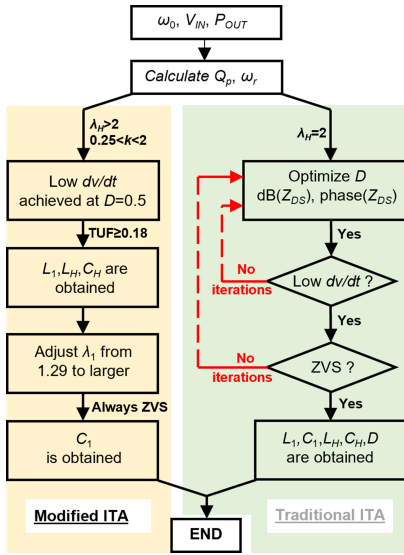 ω0, VIN, POUT
Calculate Qp, ωr
λH>2
0.25<k<2
Low dv/dt
achieved at D=0.5
TUF≥0.18
L1,LH,CH are
obtained
Adjust λ1 from
1.29 to larger
Always ZVS
C1
is obtained
Modified ITA
λH=2
Optimize D
dB(ZDS), phase(ZDS)
Yes
No
iterations
Low dv/dt ?
Yes
No
iterations
ZVS ?
Yes
L1,C1,LH,CH,D
are obtained
Traditional ITA
END